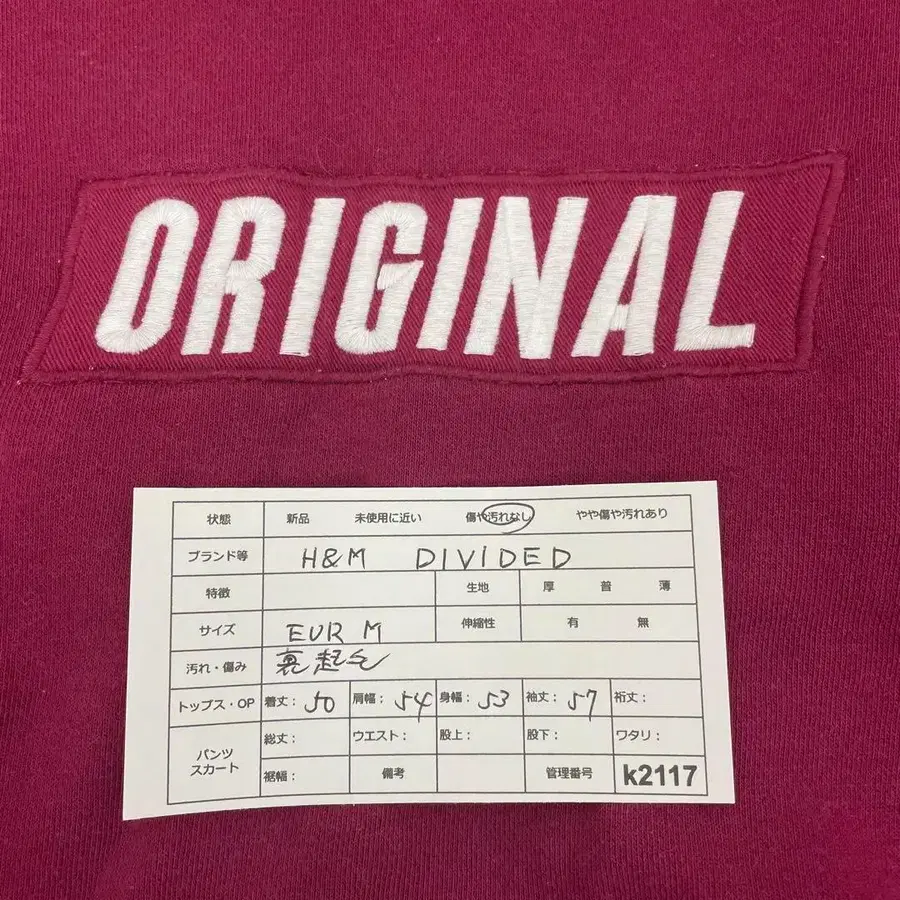 ORIGINAL
状態 新品 未使用に近い 傷や汚れなし やや傷や汚れあり
ブランド等 H&M DIVIDED
特徴 生地 厚 普 薄
サイズ EUR M 伸縮性 有 無
汚れ・傷み 裏起毛
トップス・OP 着丈: 50 肩幅: 54 身幅: 53 袖丈: 57 裄丈:
パンツ スカート 総丈: ウエスト: 股上: 股下: ワタリ:
裾幅: 備考 管理番号 k2117